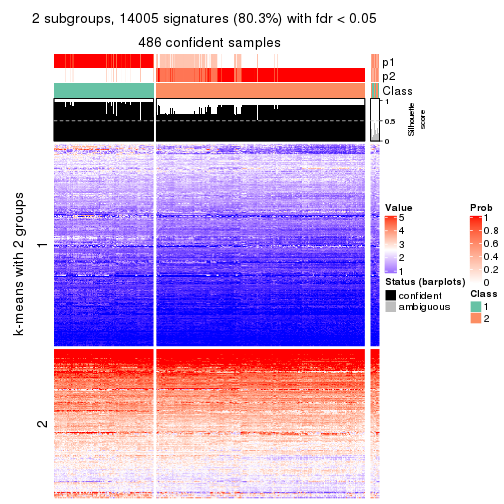 2 subgroups, 14005 signatures (80.3%) with fdr < 0.05
486 confident samples
p1
p2
Class
1
0.5
0
Silhouette
score
k-means with 2 groups
1
2
Value
5
4
3
2
1
Status (barplots)
confident
ambiguous
Prob
1
0.8
0.6
0.4
0.2
0
Class
1
2